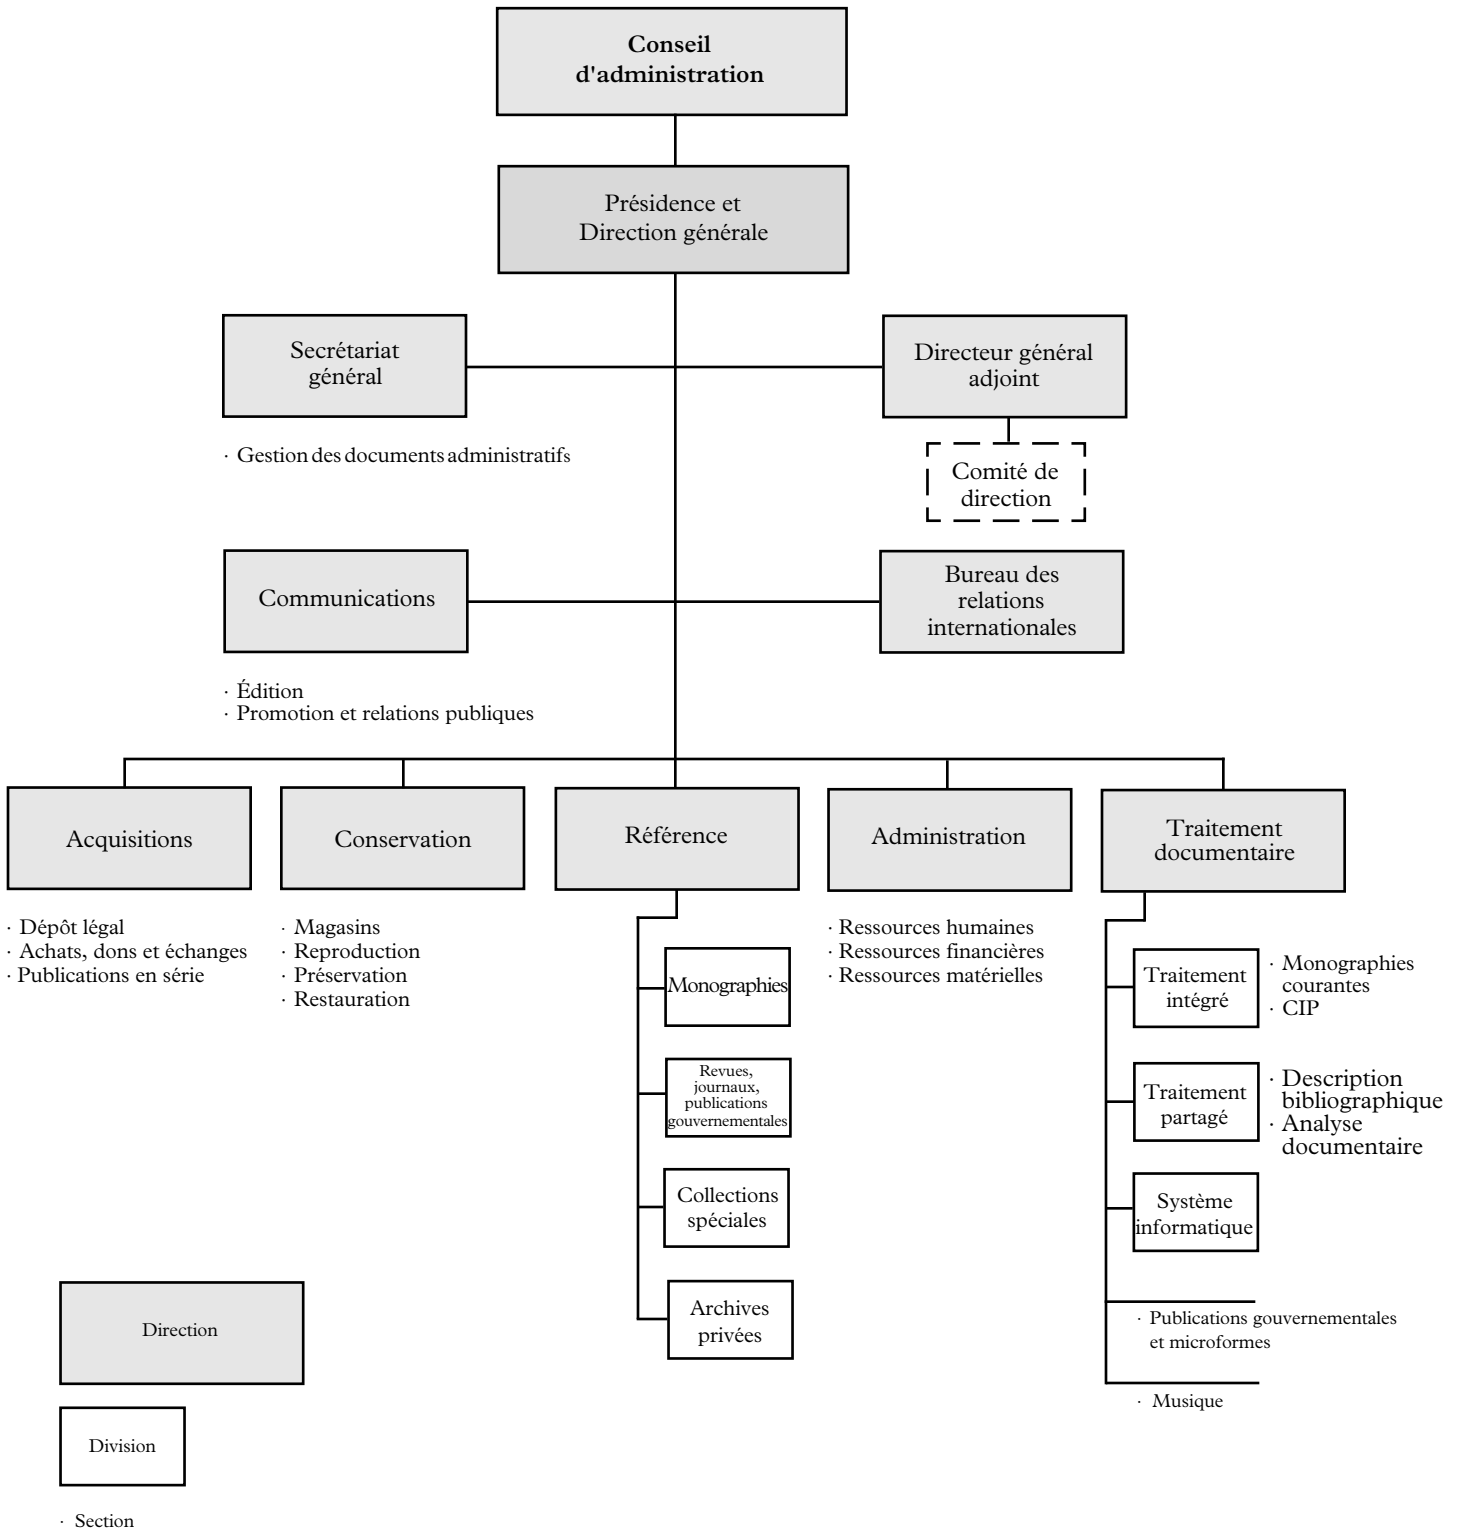 Conseil
d'administration
Présidence et
Direction générale
Secrétariat
général
Directeur général
adjoint
· Gestion des documents administratifs
Comité de
direction
Communications
Bureau des
relations
internationales
· Édition
· Promotion et relations publiques
Acquisitions
Conservation
Référence
Administration
Traitement
documentaire
· Dépôt légal
· Achats, dons et échanges
· Publications en série
· Magasins
· Reproduction
· Préservation
· Restauration
Monographies
Revues,
journaux,
publications
gouvernementales
Collections
spéciales
Archives
privées
· Ressources humaines
· Ressources financières
· Ressources matérielles
Traitement
intégré
· Monographies
courantes
· CIP
Traitement
partagé
· Description
bibliographique
· Analyse
documentaire
Système
informatique
· Publications gouvernementales
et microformes
· Musique
Direction
Division
· Section